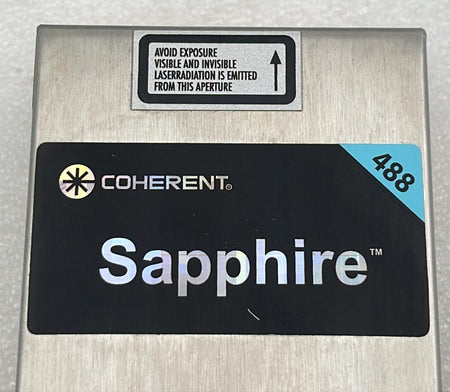 AVOID EXPOSURE
VISIBLE AND INVISIBLE
LASERRADIATION IS EMITTED
FROM THIS APERTURE
COHERENT®
488
Sapphire™